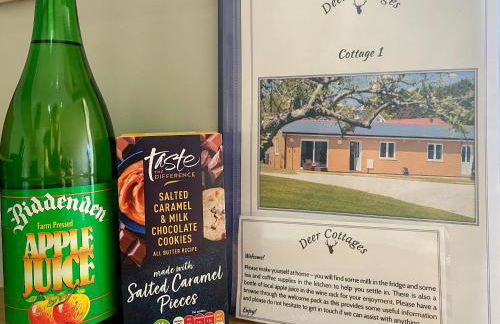 Biddenden
Farm Pressed
APPLE
JUICE
taste
THE
DIFFERENCE
SALTED
CARAMEL
& MILK
CHOCOLATE
COOKIES
ALL BUTTER RECIPE
made with
Salted Caramel
Pieces
Deer Cottages
Cottage 1
Deer Cottages
Welcome!
Please make yourself at home – you will find some milk in the fridge and some
tea and coffee supplies in the kitchen to help you settle in. There is also a
bottle of local apple juice in the wine rack for your enjoyment. Please have a
browse through the welcome pack as this provides some useful information
and please do not hesitate to get in touch if we can assist with anything
Enjoy!